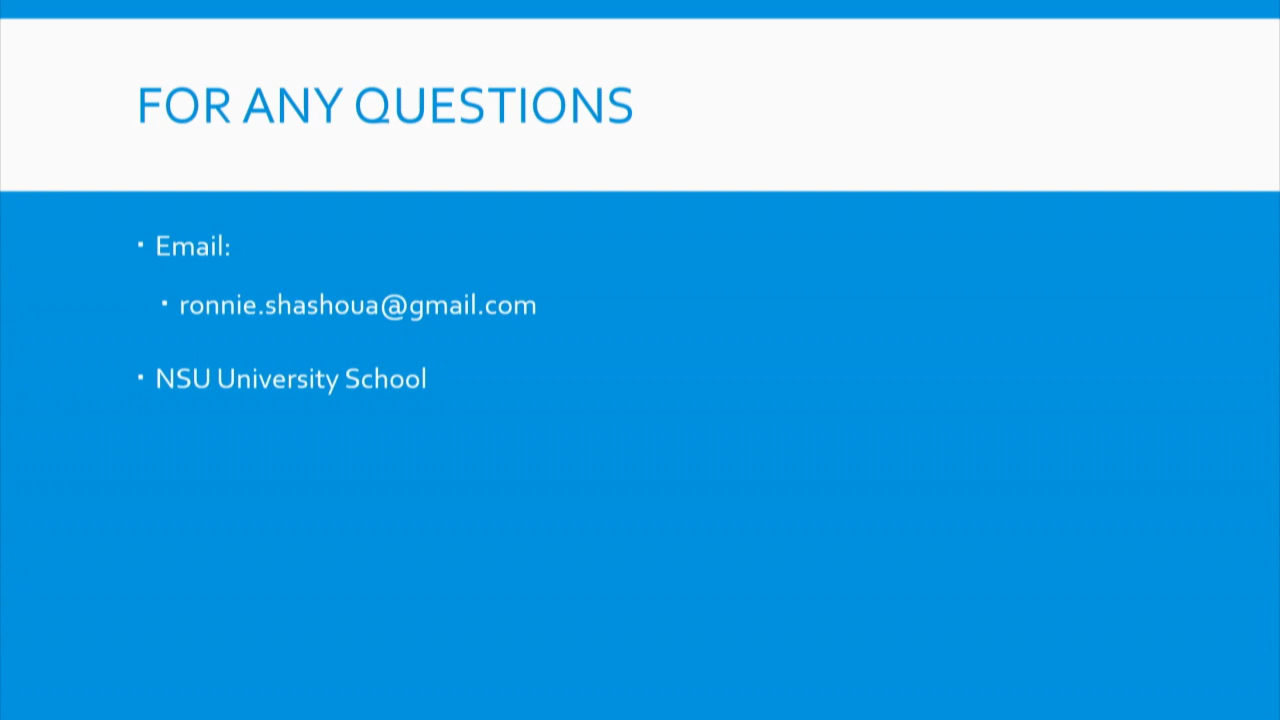 FOR ANY QUESTIONS
▪ Email:
▪ ronnie.shashoua@gmail.com
▪ NSU University School